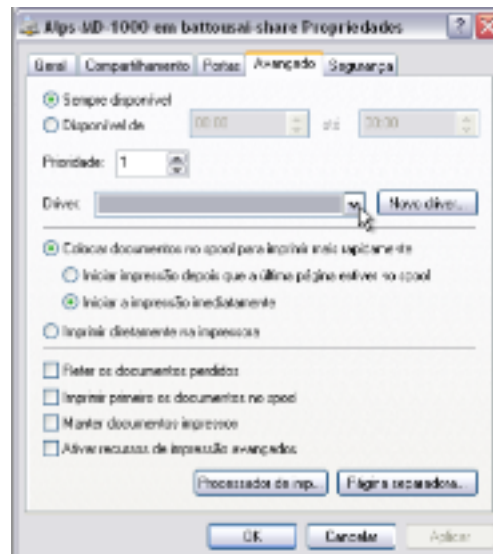 Alps-MD-1000 em battousai-share Propriedades
Geral Compartilhamento Portas Avançado Segurança
Sempre disponível
Disponível de 00:00 até 00:00
Prioridade: 1
Driver: Novo driver...
Colocar documentos no spool para imprimir mais rapidamente
Iniciar impressão depois que a última página estiver no spool
Iniciar a impressão imediatamente
Imprimir diretamente na impressora
Reter os documentos perdidos
Imprimir primeiro os documentos no spool
Manter documentos impressos
Ativar recursos de impressão avançados
Processador de imp... Página separadora...
OK Cancelar Aplicar